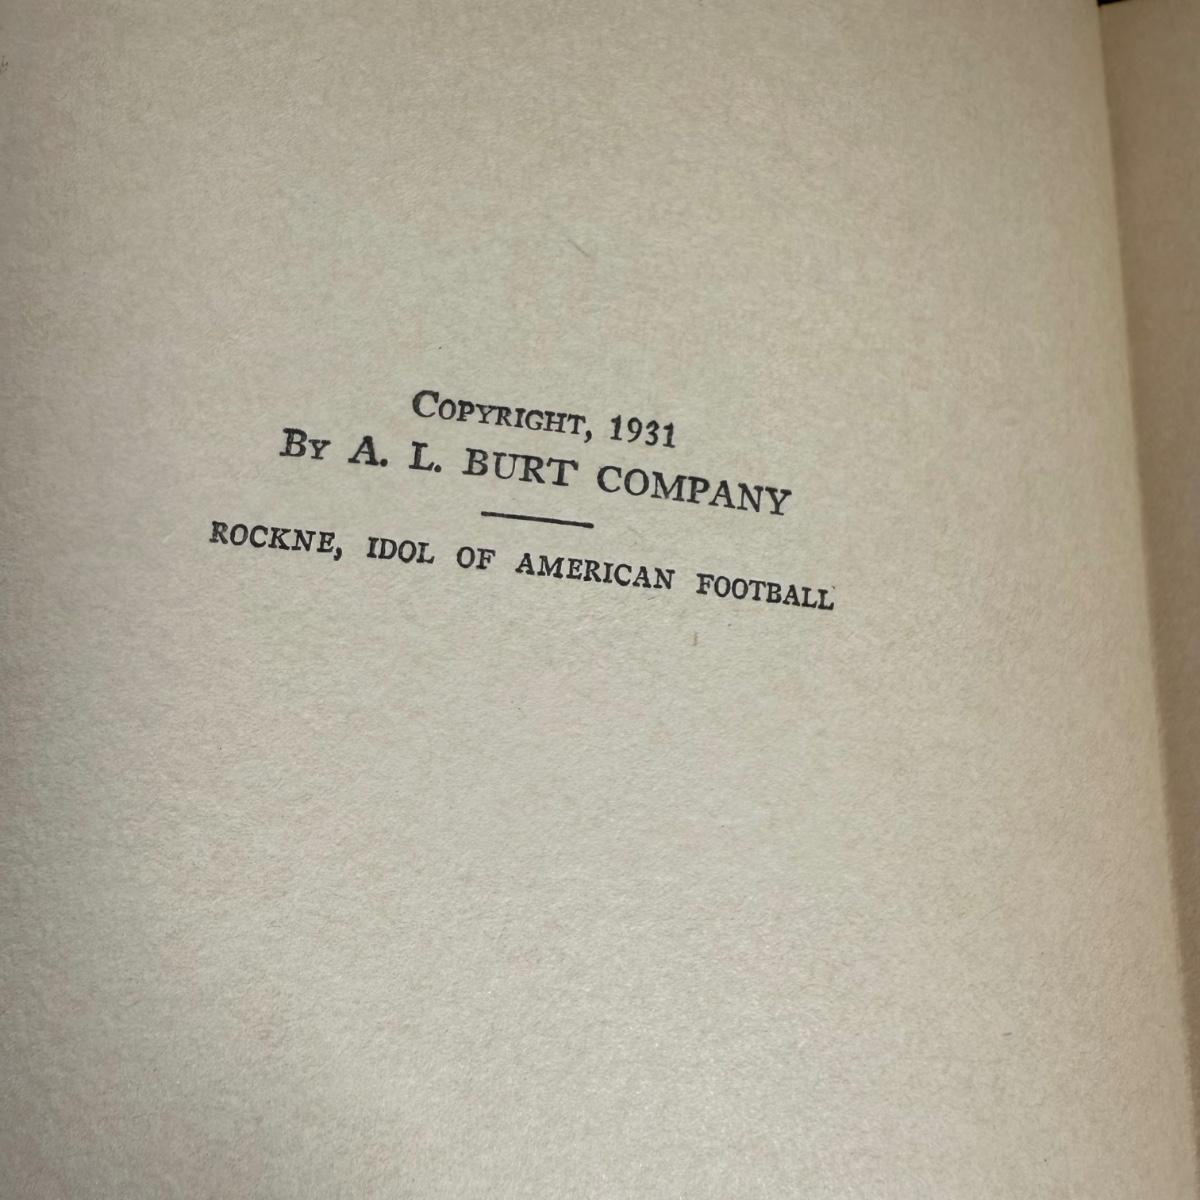 Copyright, 1931
By A. L. BURT COMPANY
ROCKNE, IDOL OF AMERICAN FOOTBALL